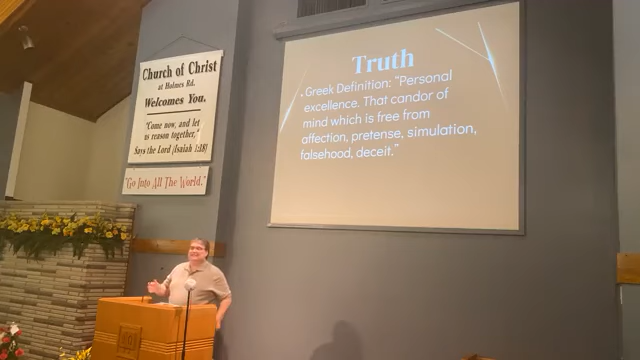 Church of Christ
at Holmes Rd.
Welcomes You.
"Come now, and let
us reason together,"
Says the Lord (Isaiah 1:18)
"Go Into All The World."
Truth
• Greek Definition: "Personal
excellence. That candor of
mind which is free from
affection, pretense, simulation,
falsehood, deceit."